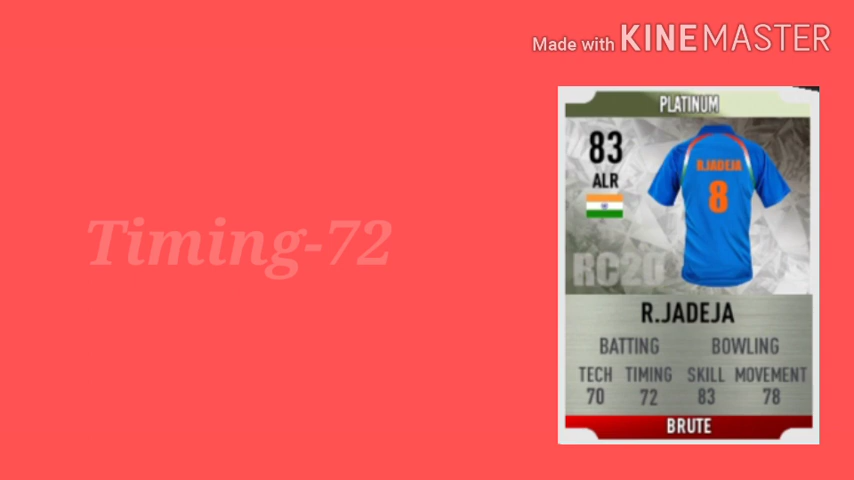 Made with KINEMASTER
PLATINUM
83
ALR
R.JADEJA
8
RC20
Timing-72
R.JADEJA
BATTING BOWLING
TECH TIMING SKILL MOVEMENT
70 72 83 78
BRUTE